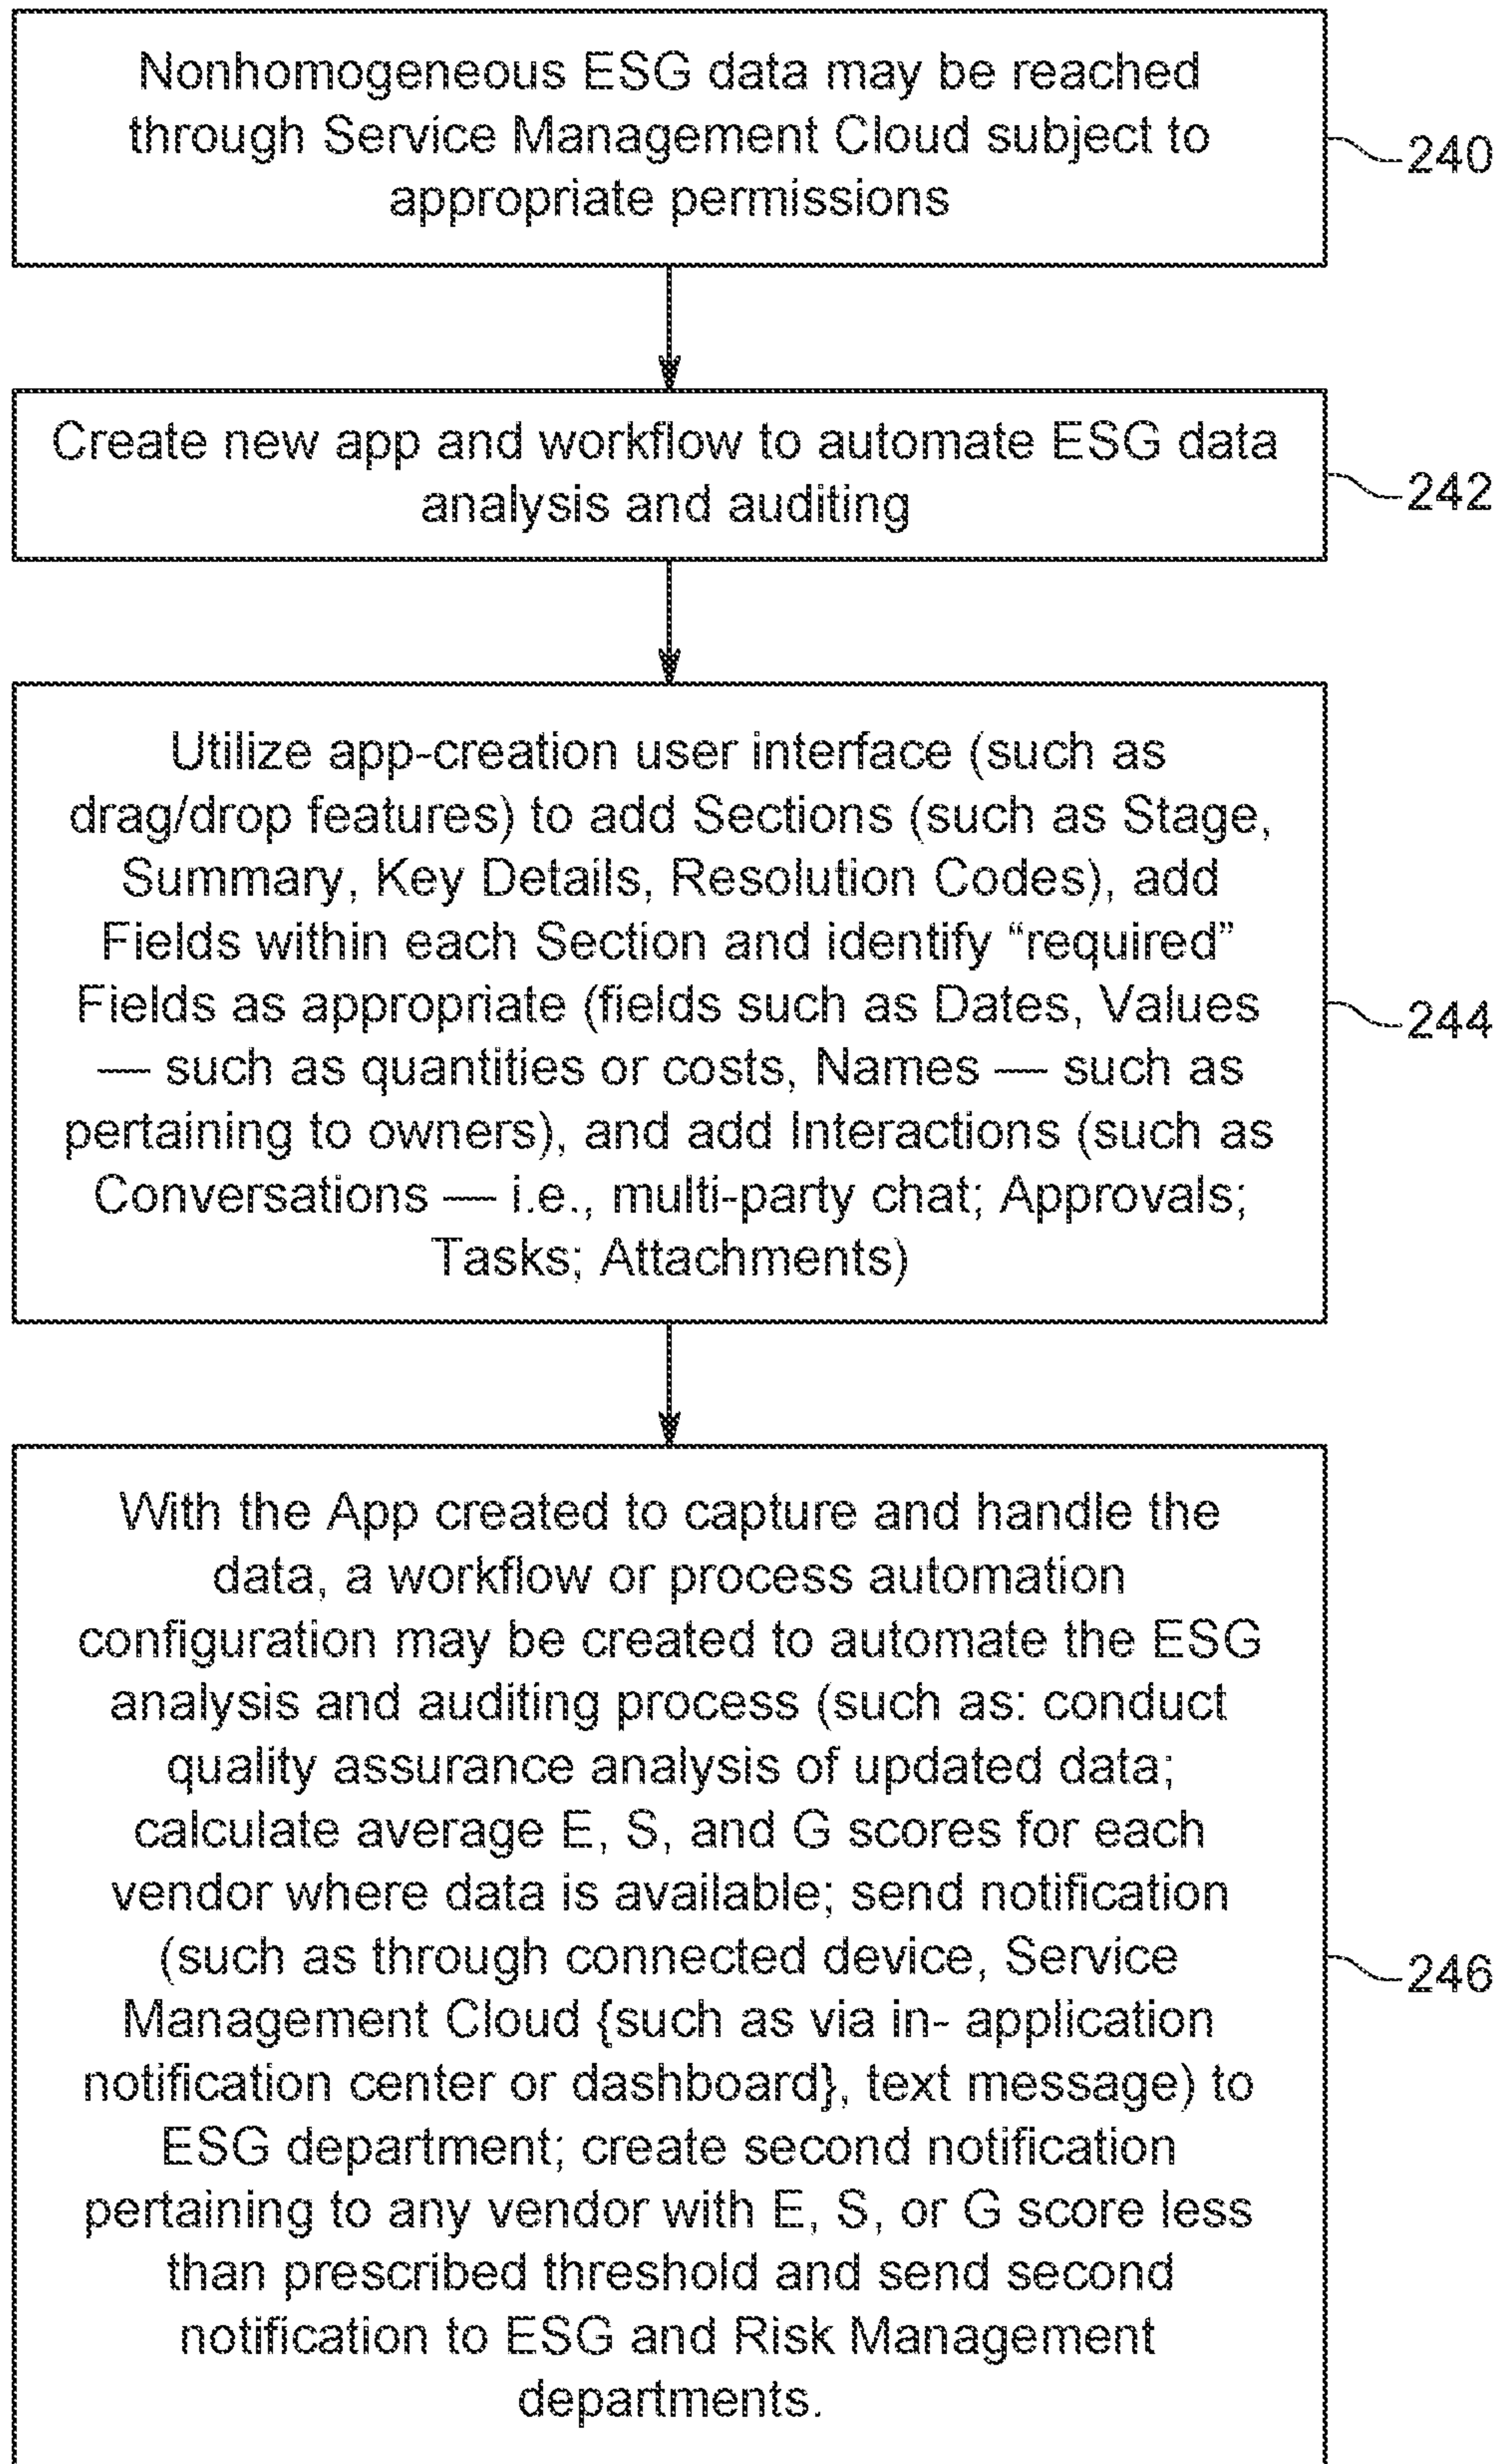 Nonhomogeneous ESG data may be reached
through Service Management Cloud subject to
appropriate permissions
240
Create new app and workflow to automate ESG data
analysis and auditing
242
Utilize app-creation user interface (such as
drag/drop features) to add Sections (such as Stage,
Summary, Key Details, Resolution Codes), add
Fields within each Section and identify “required”
Fields as appropriate (fields such as Dates, Values
— such as quantities or costs, Names — such as
pertaining to owners), and add Interactions (such as
Conversations — i.e., multi-party chat; Approvals;
Tasks; Attachments)
244
With the App created to capture and handle the
data, a workflow or process automation
configuration may be created to automate the ESG
analysis and auditing process (such as: conduct
quality assurance analysis of updated data;
calculate average E, S, and G scores for each
vendor where data is available; send notification
(such as through connected device, Service
Management Cloud {such as via in- application
notification center or dashboard}, text message) to
ESG department; create second notification
pertaining to any vendor with E, S, or G score less
than prescribed threshold and send second
notification to ESG and Risk Management
departments.
246